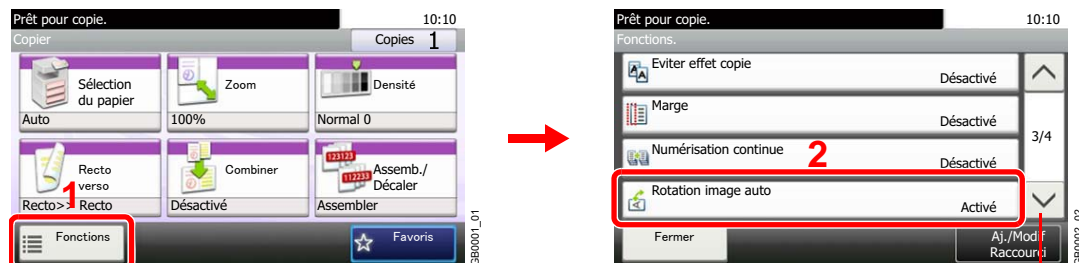 Prêt pour copie.
10:10
Copier
Copies 1
Sélection
du papier
Zoom
Densité
Auto
100%
Normal 0
Recto
verso
Combiner
Assemb./
Décaler
Recto>> Recto
Désactivé
Assembler
1
Fonctions
Favoris
GB0001_01
Prêt pour copie.
10:10
Fonctions.
Eviter effet copie
Désactivé
Marge
Désactivé
3/4
Numérisation continue
2
Désactivé
Rotation image auto
Activé
Fermer
Aj./Modif
Raccourci